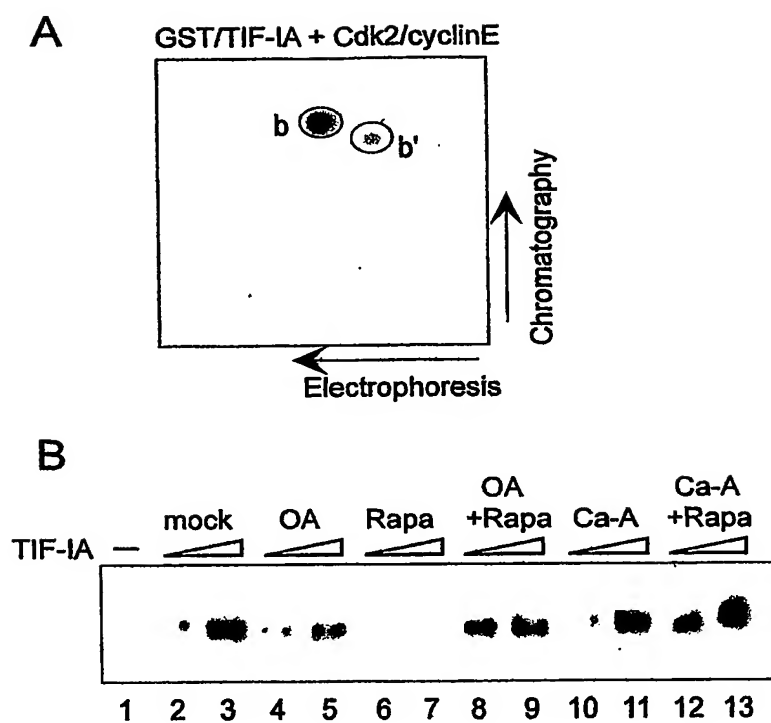 A
GST/TIF-IA + Cdk2/cyclinE
b
b'
Chromatography
Electrophoresis
B
mock OA Rapa OA +Rapa Ca-A Ca-A +Rapa
TIF-IA —
1 2 3 4 5 6 7 8 9 10 11 12 13